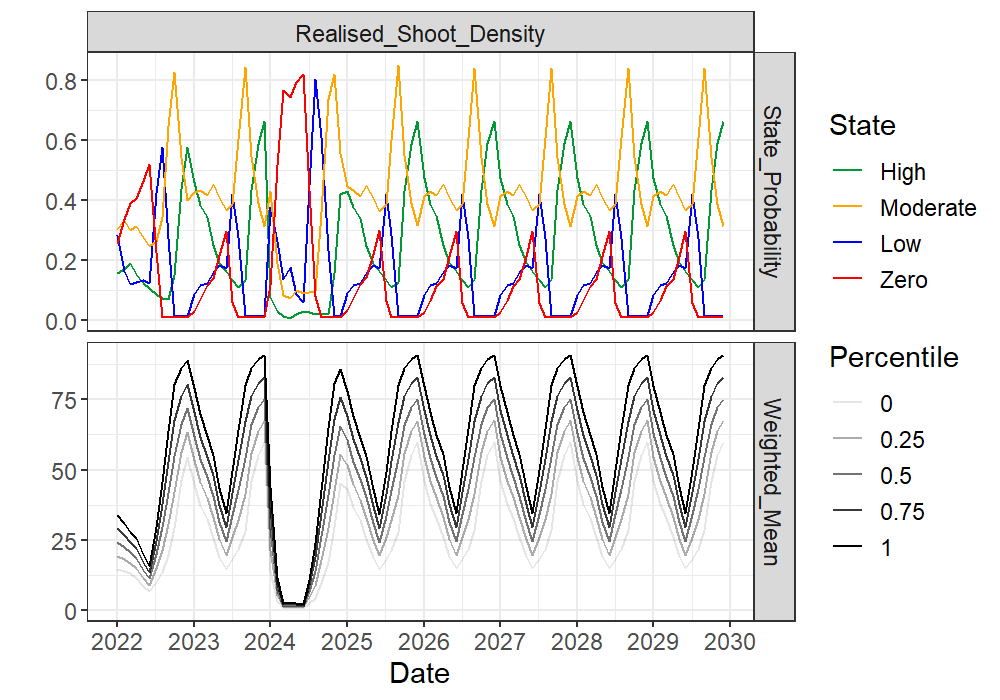 Realised_Shoot_Density
0.8
0.6
0.4
0.2
0.0
State_Probability
75
50
25
0
Weighted_Mean
2022 2023 2024 2025 2026 2027 2028 2029 2030
Date
State
High
Moderate
Low
Zero
Percentile
0
0.25
0.5
0.75
1